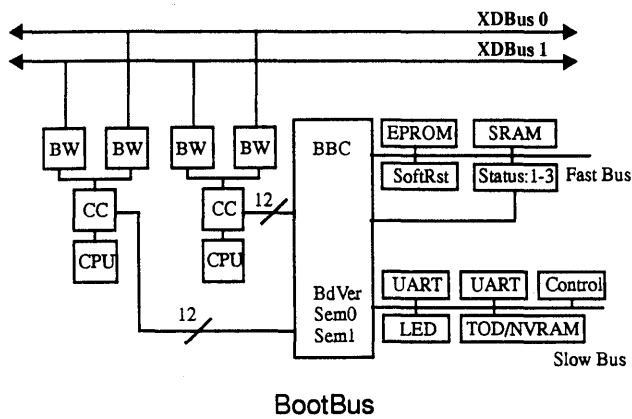 XDBus 0
XDBus 1
BW BW BW BW
BBC
EPROM SRAM
SoftRst Status:1-3 Fast Bus
CC CC 12
CPU CPU
12
BdVer
Sem0
Sem1
UART UART Control
LED TOD/NVRAM
Slow Bus
BootBus